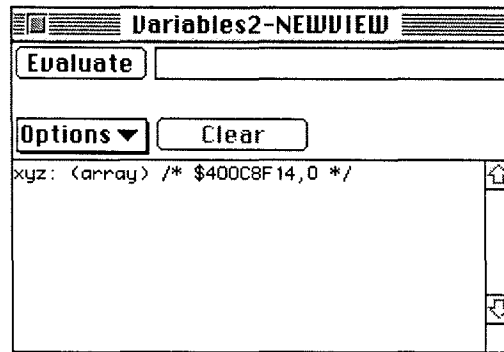 Variables2-NEWVIEW
Evaluate
Options Clear
xyz: (array) /* $400C8F14,0 */